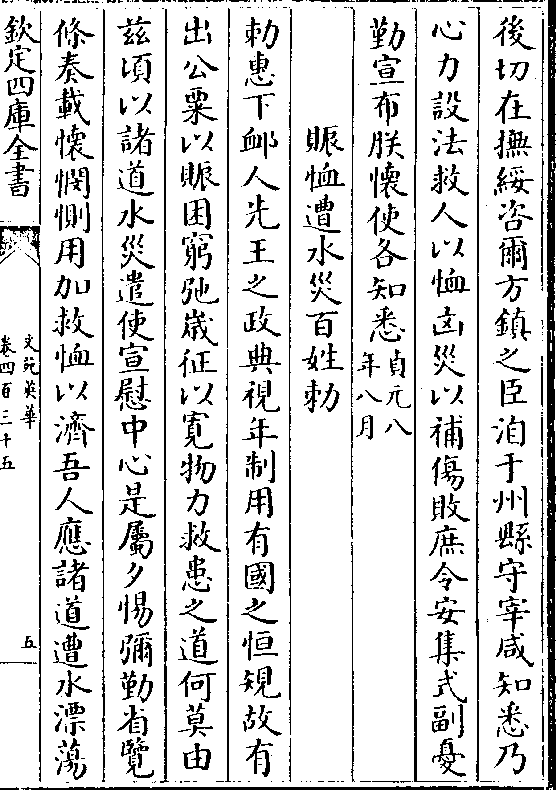 後切在撫綏咨爾方鎮之臣洎于州縣守宰咸知悉乃
心力設法救人以恤凶災以補傷敗庶令安集式副憂
勤宣布朕懷使各知悉貞元八年八月
賑恤遭水災百姓勅
勅惠下䘏人先王之政典視年制用有國之恒規故有
出公粟以賑困窮弛歳征以寛物力救患之道何莫由
兹頃以諸道水災遣使宣慰中心是屬夕惕彌勤省覽
條奏載懷憫惻用加救恤以濟吾人應諸道遭水漂蕩
欽定四庫全書
文苑英華
卷四百三十五
五